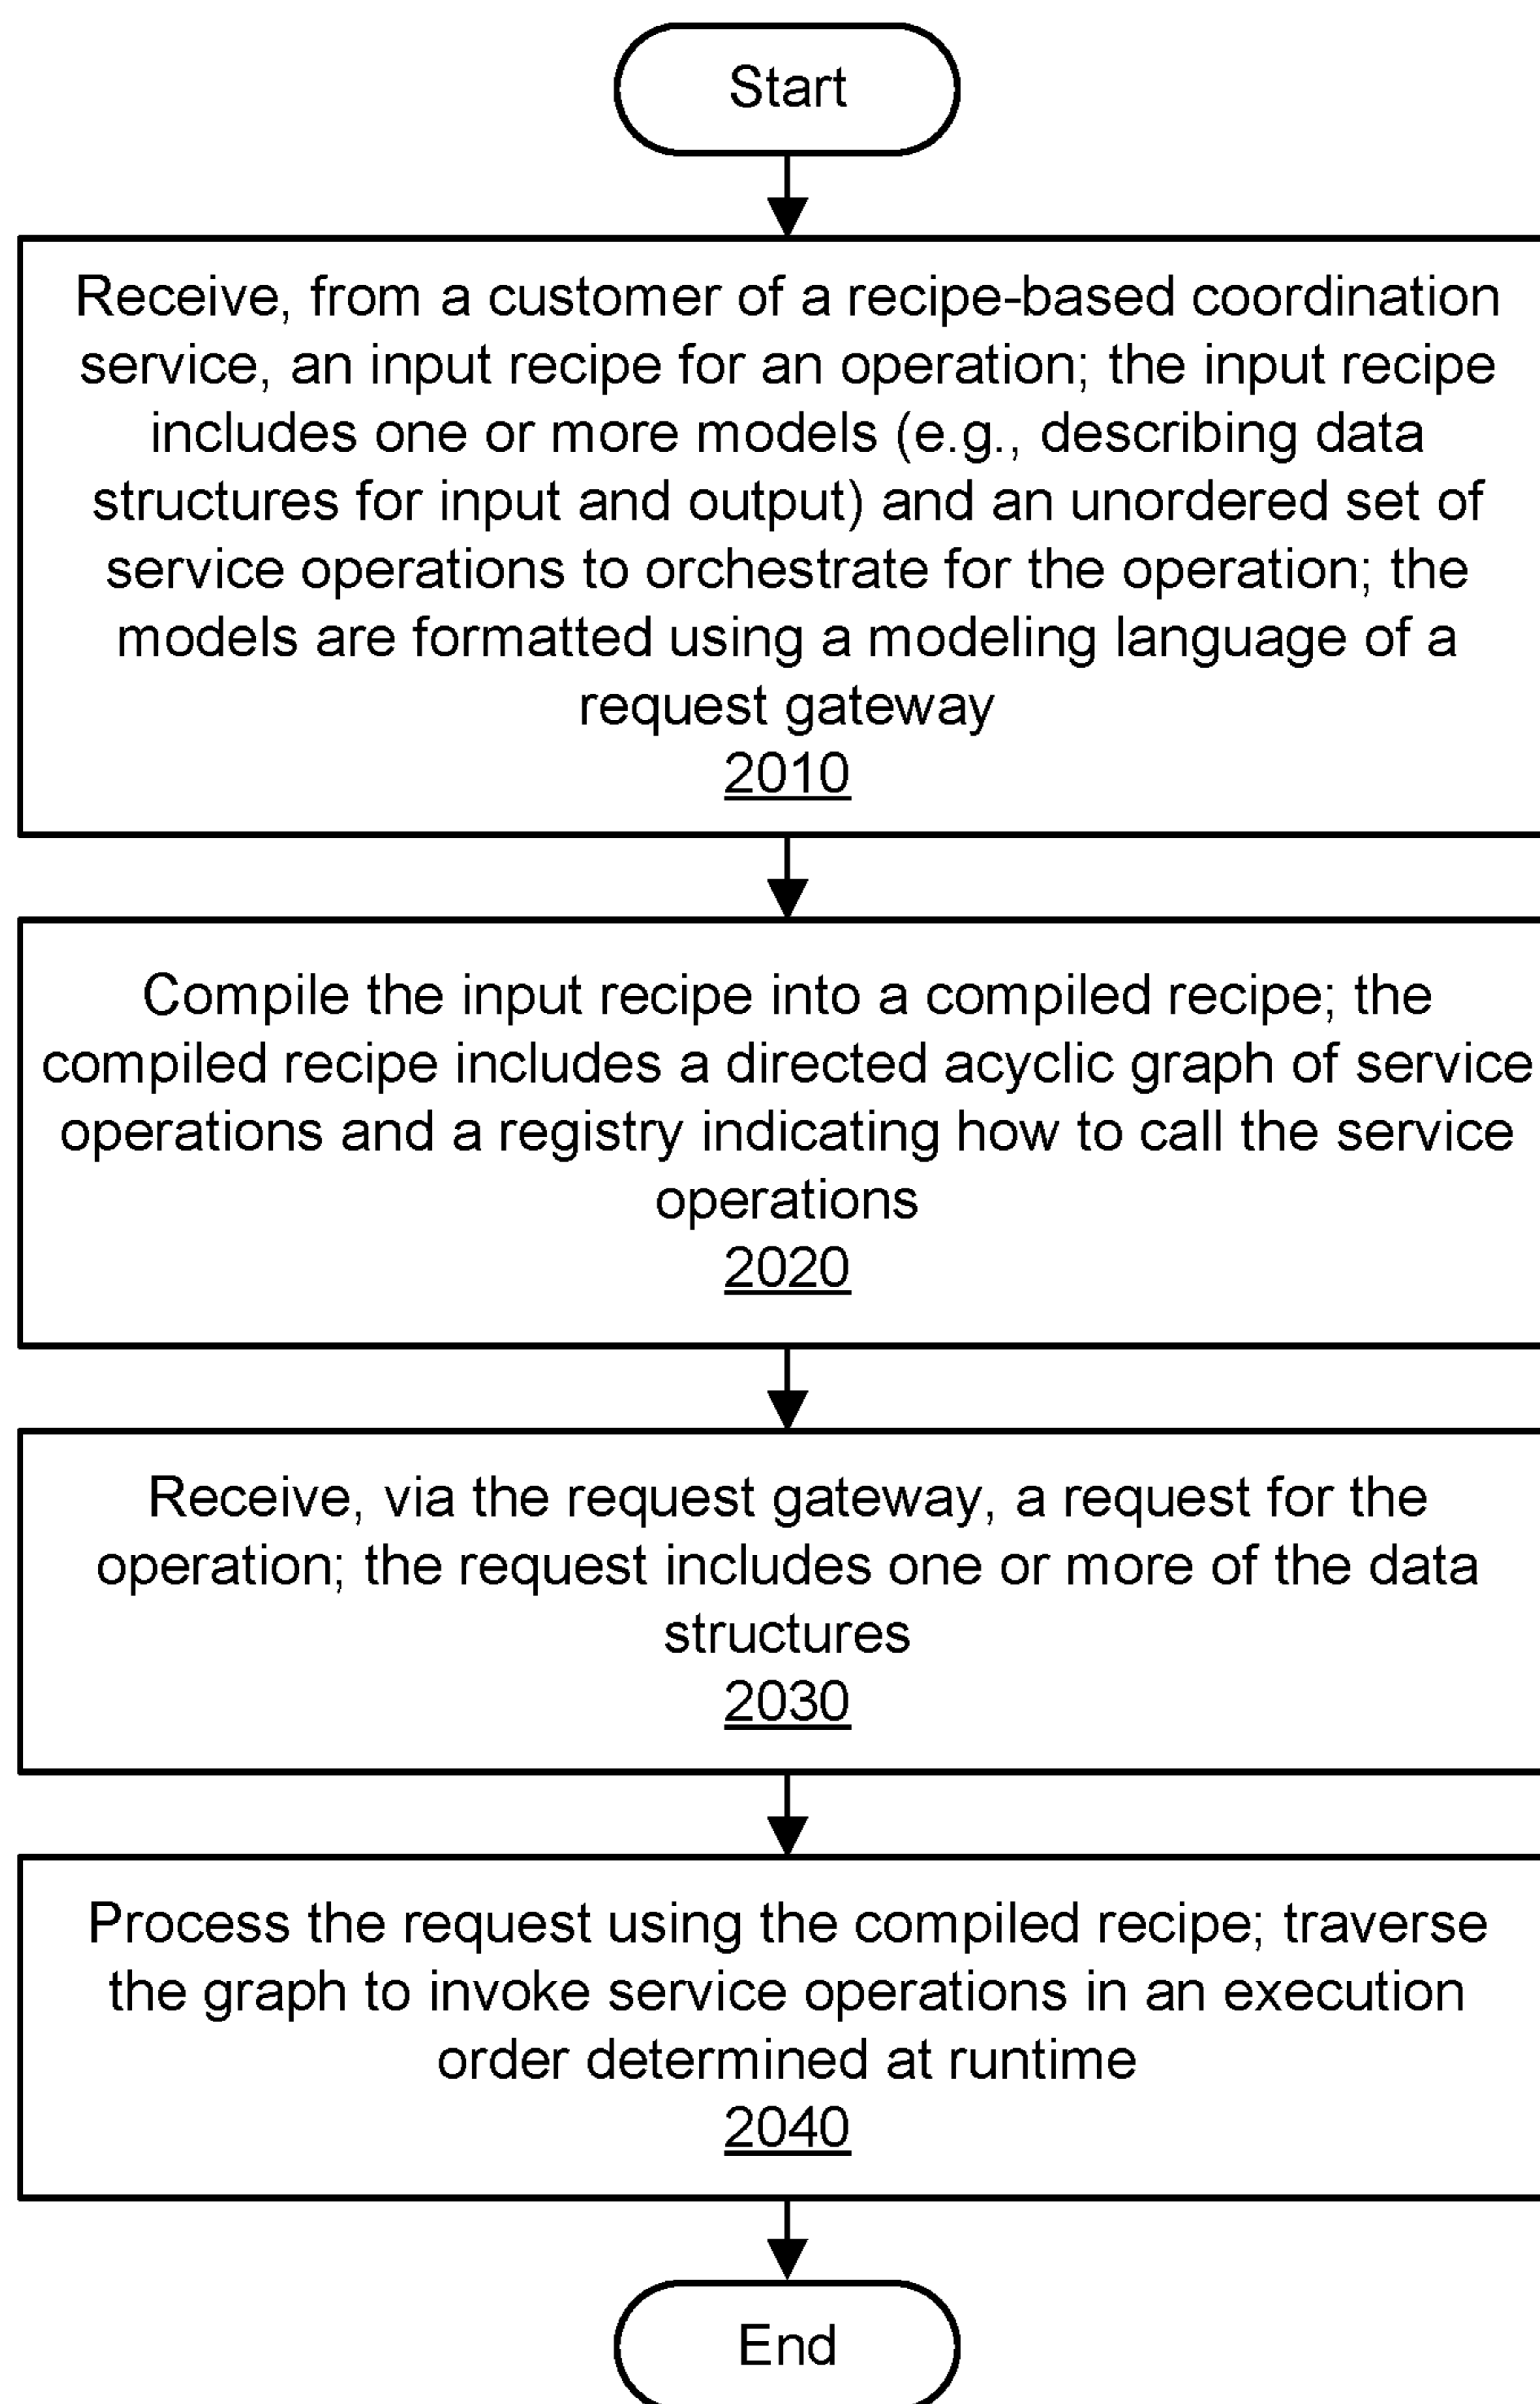 Start
Receive, from a customer of a recipe-based coordination
service, an input recipe for an operation; the input recipe
includes one or more models (e.g., describing data
structures for input and output) and an unordered set of
service operations to orchestrate for the operation; the
models are formatted using a modeling language of a
request gateway
2010
Compile the input recipe into a compiled recipe; the
compiled recipe includes a directed acyclic graph of service
operations and a registry indicating how to call the service
operations
2020
Receive, via the request gateway, a request for the
operation; the request includes one or more of the data
structures
2030
Process the request using the compiled recipe; traverse
the graph to invoke service operations in an execution
order determined at runtime
2040
End